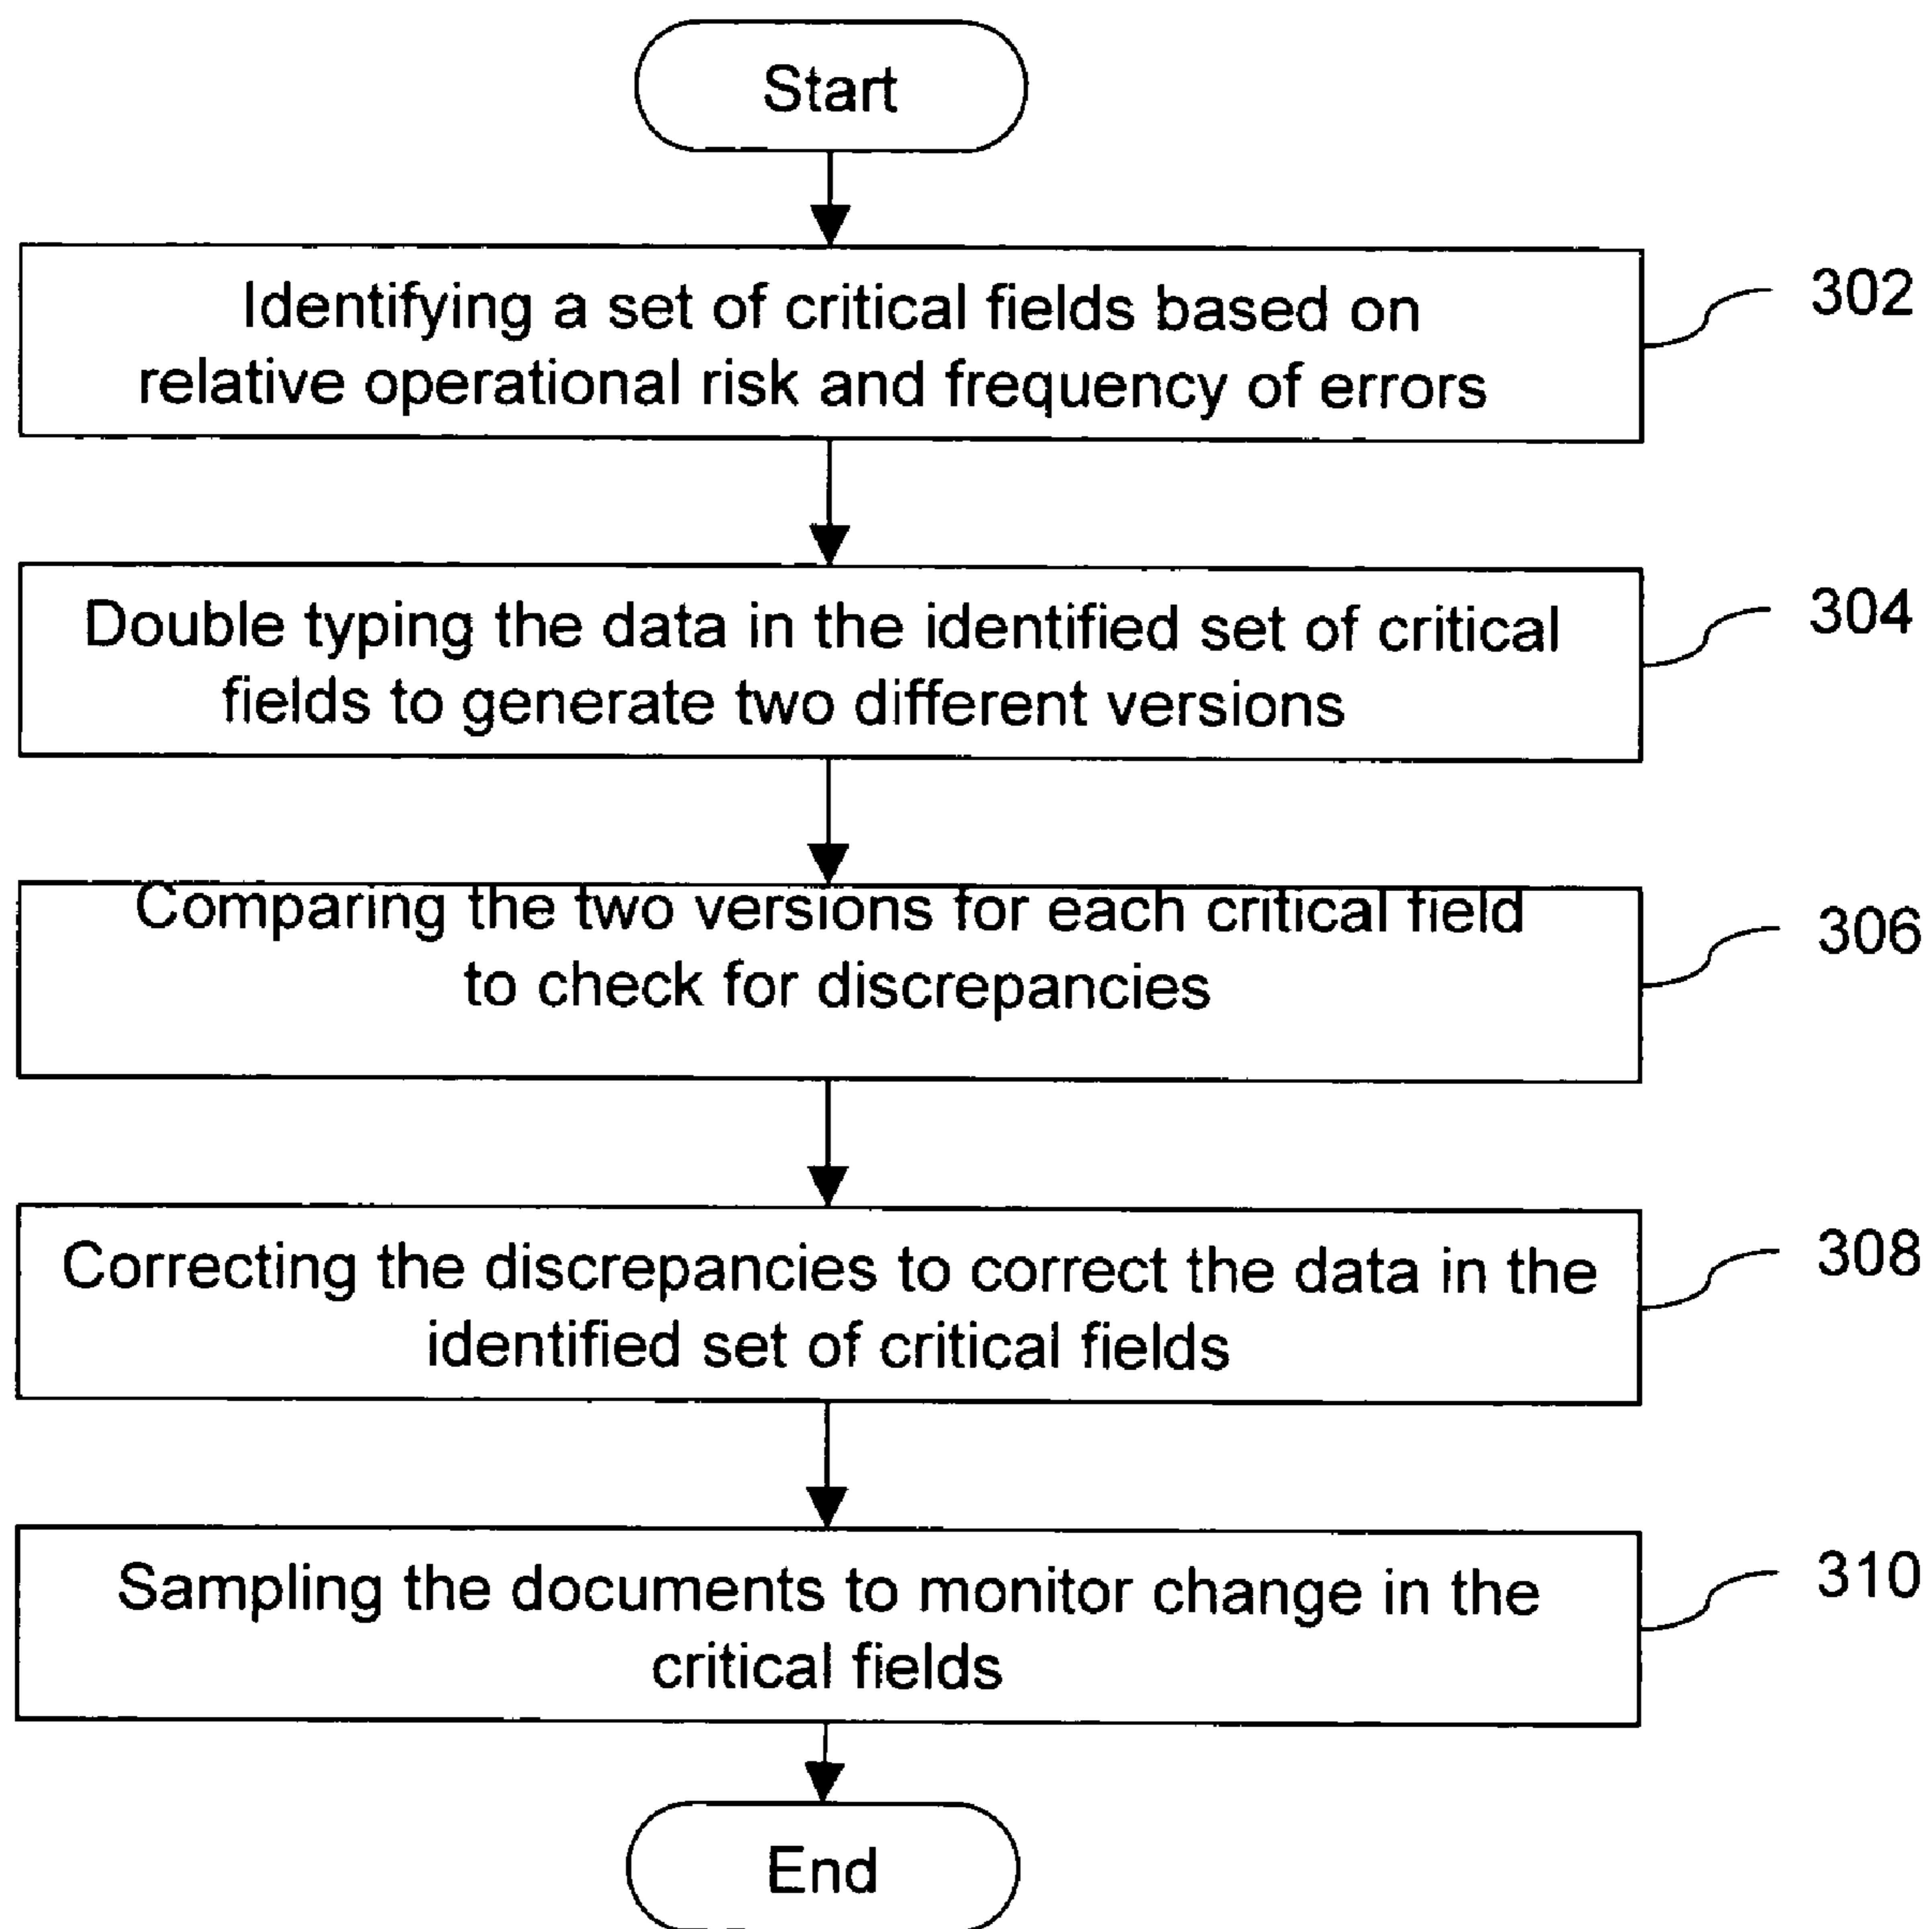 Start
Identifying a set of critical fields based on
relative operational risk and frequency of errors
302
Double typing the data in the identified set of critical
fields to generate two different versions
304
Comparing the two versions for each critical field
to check for discrepancies
306
Correcting the discrepancies to correct the data in the
identified set of critical fields
308
Sampling the documents to monitor change in the
critical fields
310
End